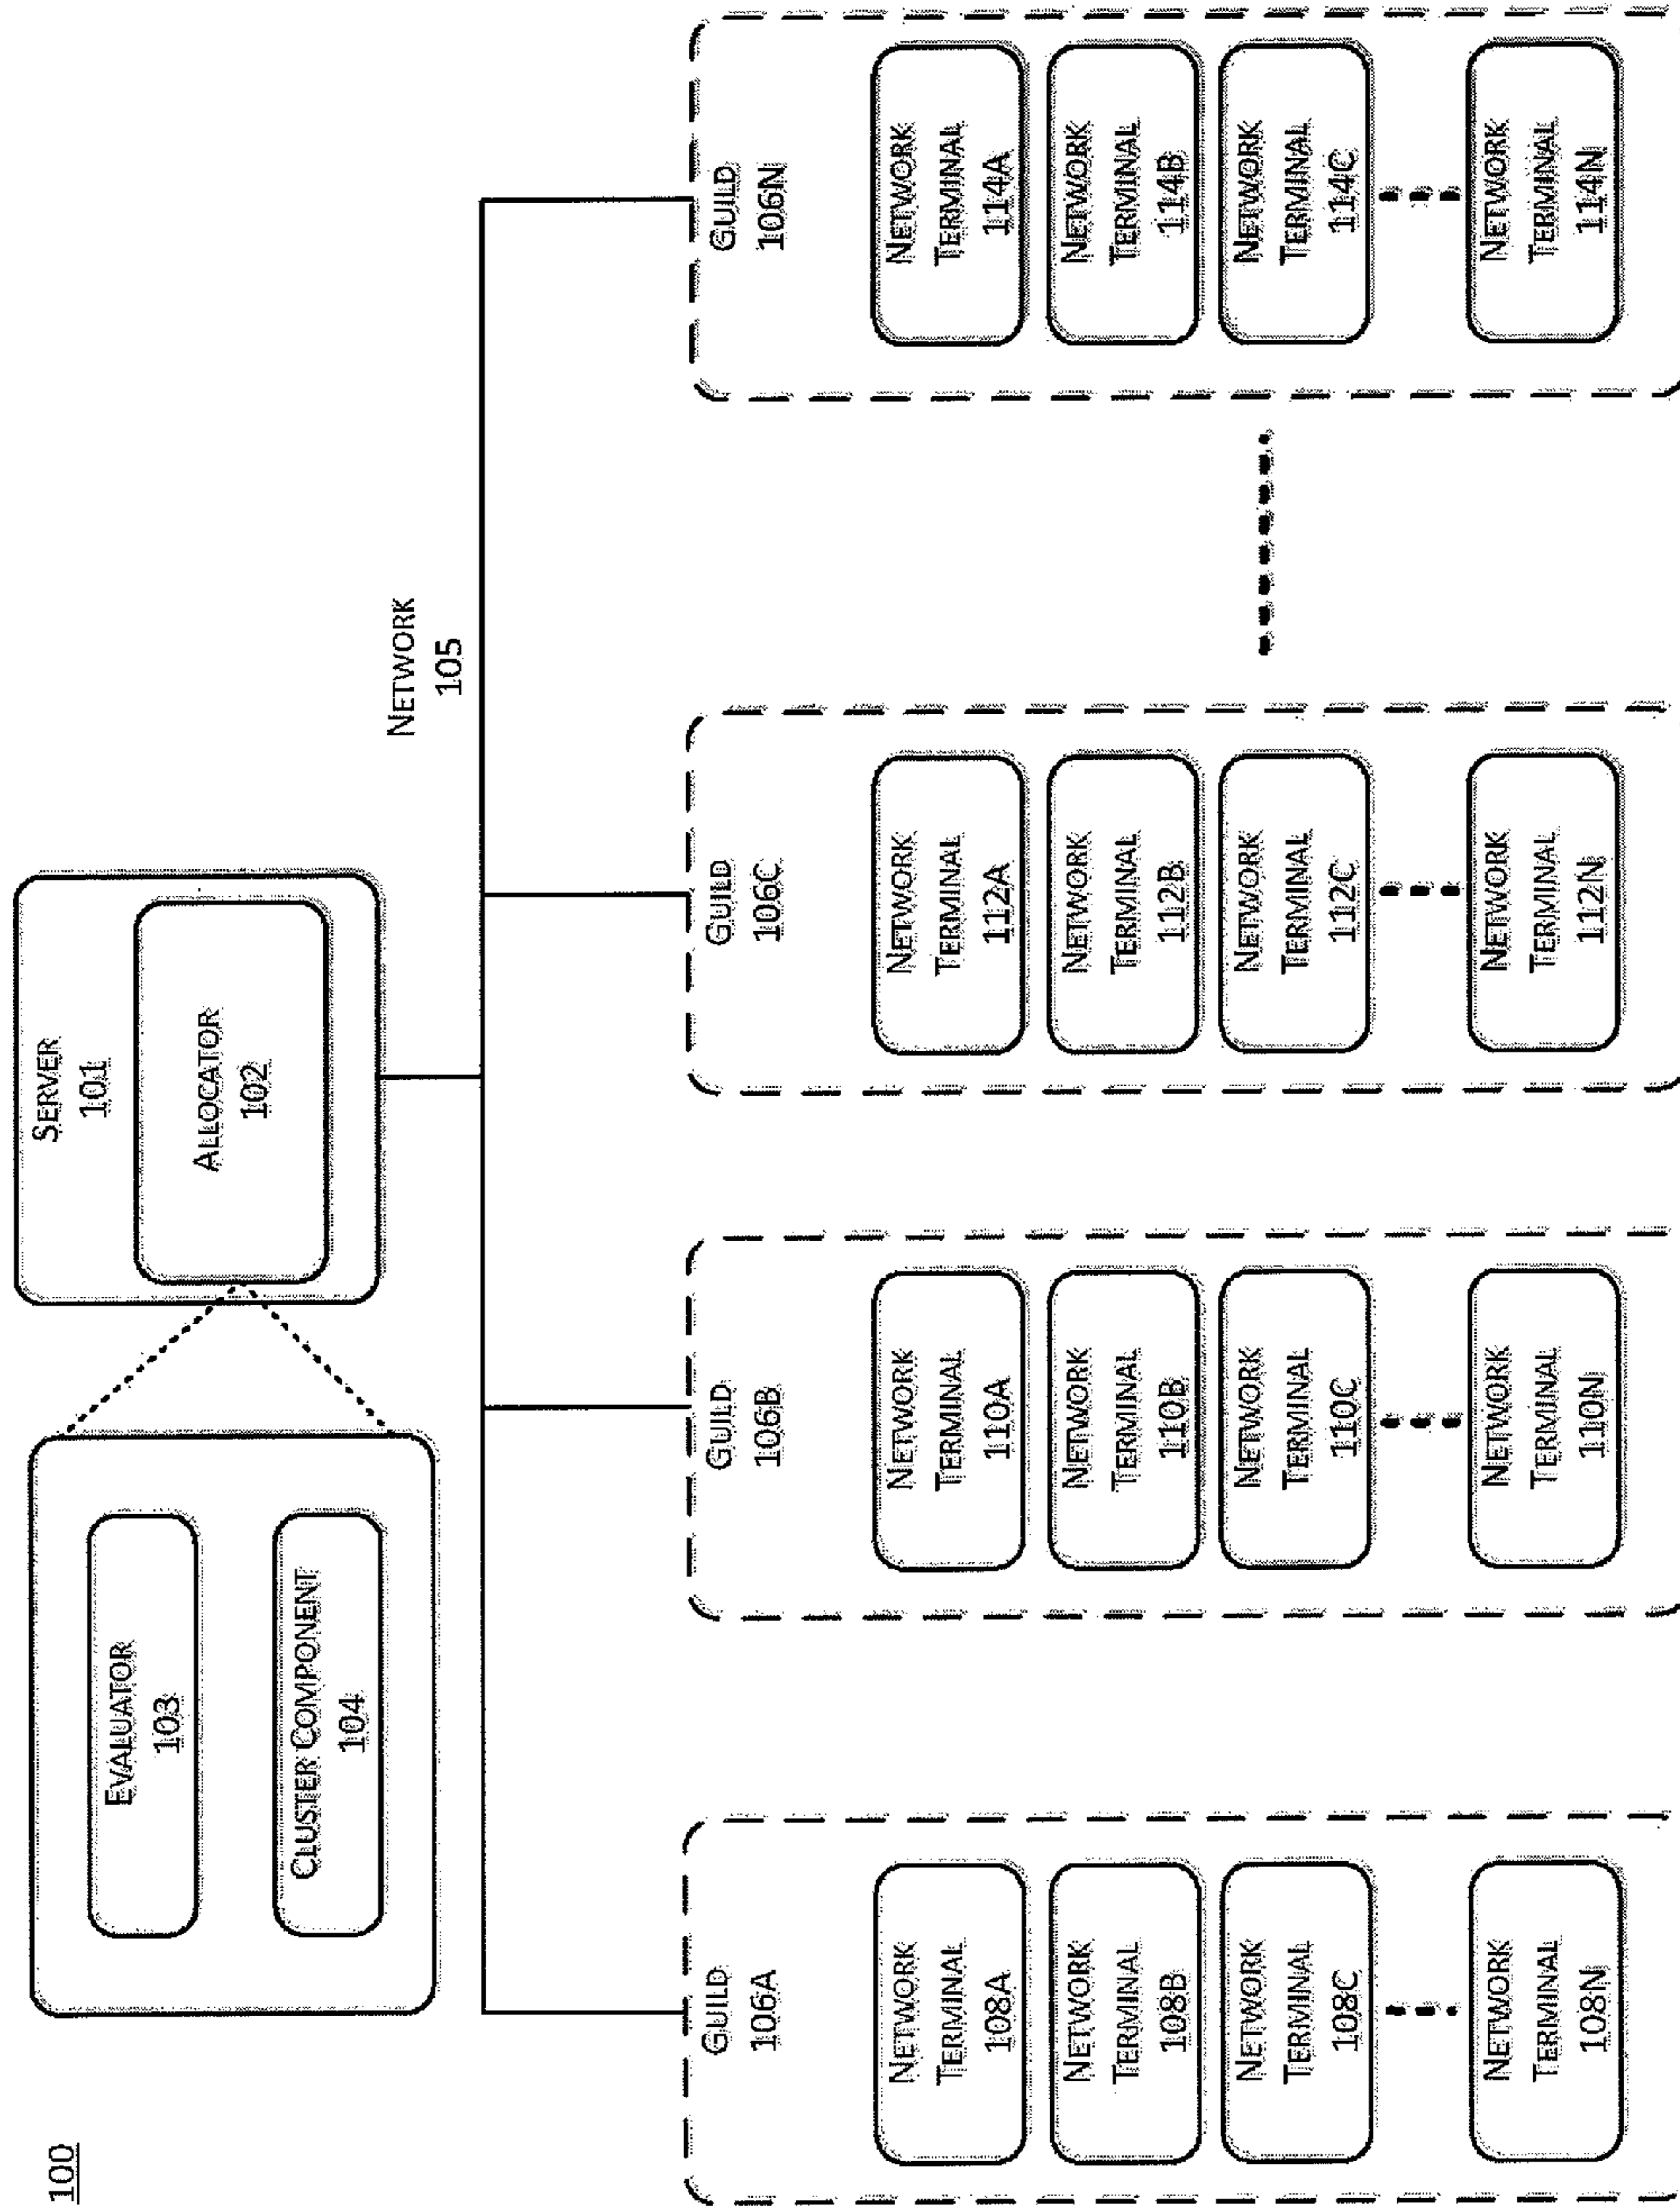 100
EVALUATOR
103
CLUSTER COMPONENT
104
SERVER
101
ALLOCATOR
102
NETWORK
105
GUILD
106A
NETWORK
TERMINAL
108A
NETWORK
TERMINAL
108B
NETWORK
TERMINAL
108C
NETWORK
TERMINAL
108N
GUILD
106B
NETWORK
TERMINAL
110A
NETWORK
TERMINAL
110B
NETWORK
TERMINAL
110C
NETWORK
TERMINAL
110N
GUILD
106C
NETWORK
TERMINAL
112A
NETWORK
TERMINAL
112B
NETWORK
TERMINAL
112C
NETWORK
TERMINAL
112N
GUILD
106N
NETWORK
TERMINAL
114A
NETWORK
TERMINAL
114B
NETWORK
TERMINAL
114C
NETWORK
TERMINAL
114N